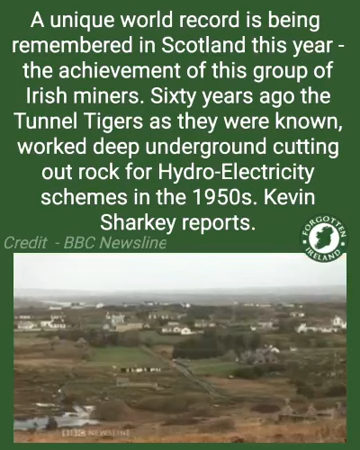 A unique world record is being
remembered in Scotland this year -
the achievement of this group of
Irish miners. Sixty years ago the
Tunnel Tigers as they were known,
worked deep underground cutting
out rock for Hydro-Electricity
schemes in the 1950s. Kevin
Sharkey reports.
Credit - BBC Newsline
FORGOTTEN
IRELAND
BBC NEWSLINE